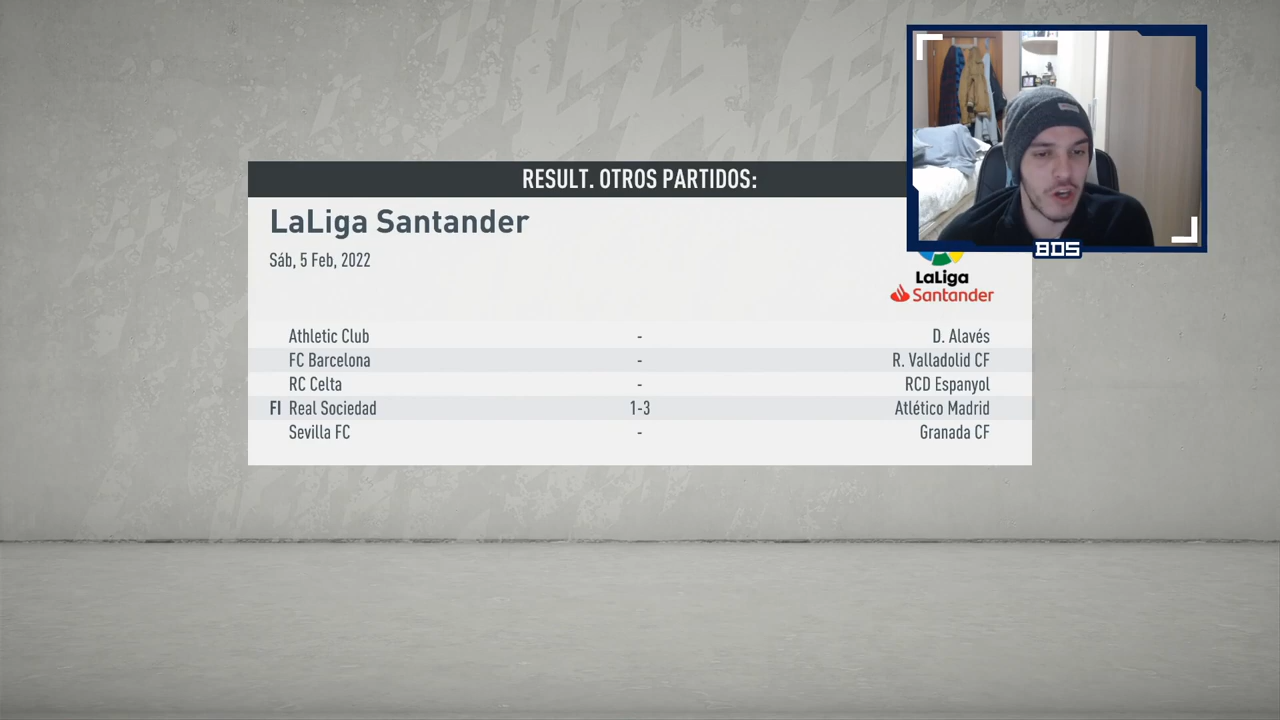 RESULT. OTROS PARTIDOS:
LaLiga Santander
Sáb, 5 Feb, 2022
BDS
LaLiga
Santander
Athletic Club - D. Alavés
FC Barcelona - R. Valladolid CF
RC Celta - RCD Espanyol
FI Real Sociedad 1-3 Atlético Madrid
Sevilla FC - Granada CF